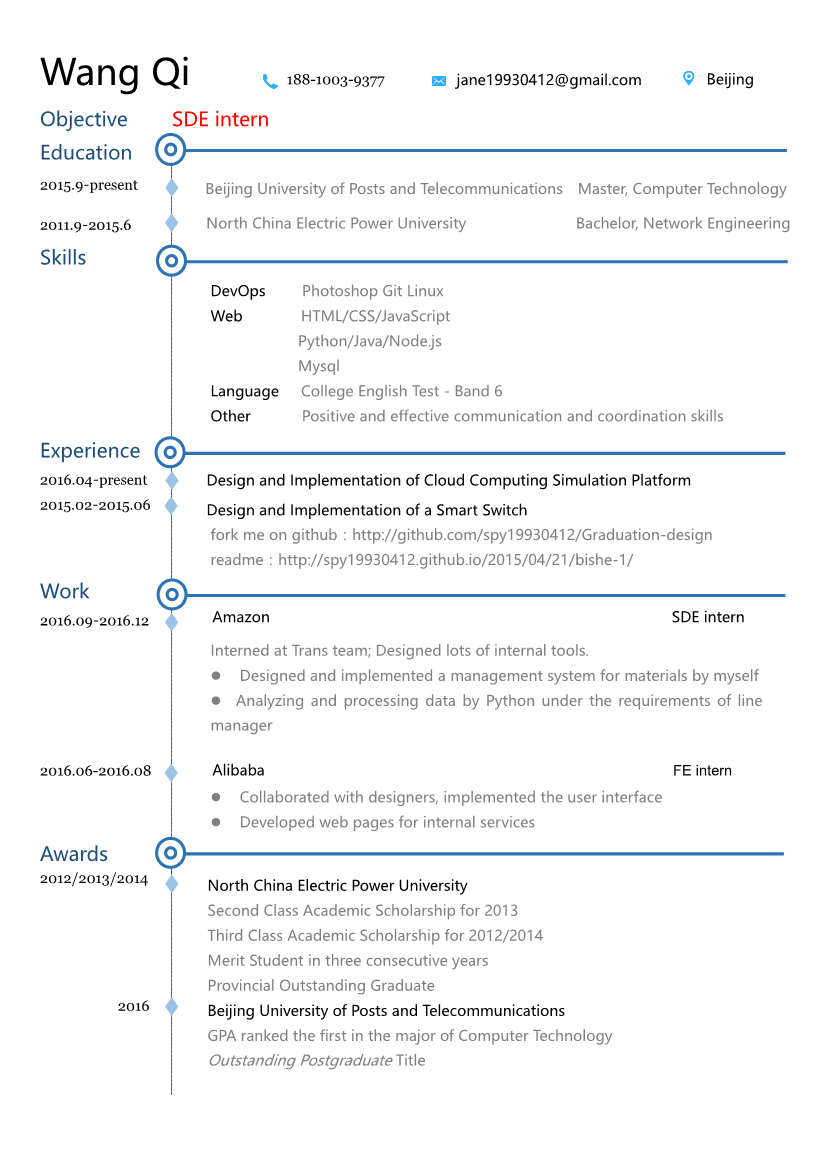 Wang Qi 188-1003-9377 jane19930412@gmail.com Beijing
Objective SDE intern
Education
2015.9-present Beijing University of Posts and Telecommunications Master, Computer Technology
2011.9-2015.6 North China Electric Power University Bachelor, Network Engineering
Skills
DevOps Photoshop Git Linux
Web HTML/CSS/JavaScript
Python/Java/Node.js
Mysql
Language College English Test - Band 6
Other Positive and effective communication and coordination skills
Experience
2016.04-present Design and Implementation of Cloud Computing Simulation Platform
2015.02-2015.06 Design and Implementation of a Smart Switch
fork me on github：http://github.com/spy19930412/Graduation-design
readme：http://spy19930412.github.io/2015/04/21/bishe-1/
Work
2016.09-2016.12 Amazon SDE intern
Interned at Trans team; Designed lots of internal tools.
● Designed and implemented a management system for materials by myself
● Analyzing and processing data by Python under the requirements of line
manager
2016.06-2016.08 Alibaba FE intern
● Collaborated with designers, implemented the user interface
● Developed web pages for internal services
Awards
2012/2013/2014 North China Electric Power University
Second Class Academic Scholarship for 2013
Third Class Academic Scholarship for 2012/2014
Merit Student in three consecutive years
Provincial Outstanding Graduate
2016 Beijing University of Posts and Telecommunications
GPA ranked the first in the major of Computer Technology
Outstanding Postgraduate Title